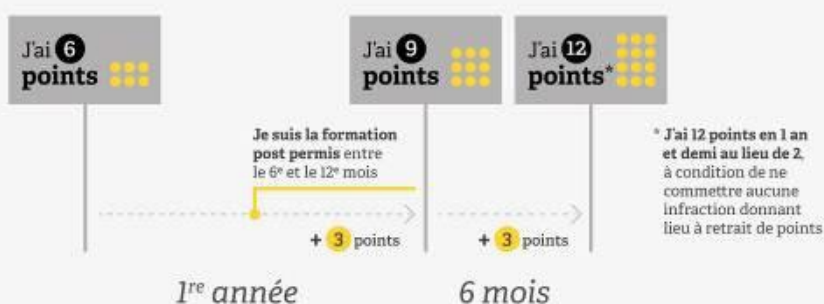 J'ai 6
points
J'ai 9
points
J'ai 12
points*
Je suis la formation
post permis entre
le 6e et le 12e mois
* J'ai 12 points en 1 an
et demi au lieu de 2,
à condition de ne
commettre aucune
infraction donnant
lieu à retrait de points
+ 3 points
+ 3 points
1re année
6 mois